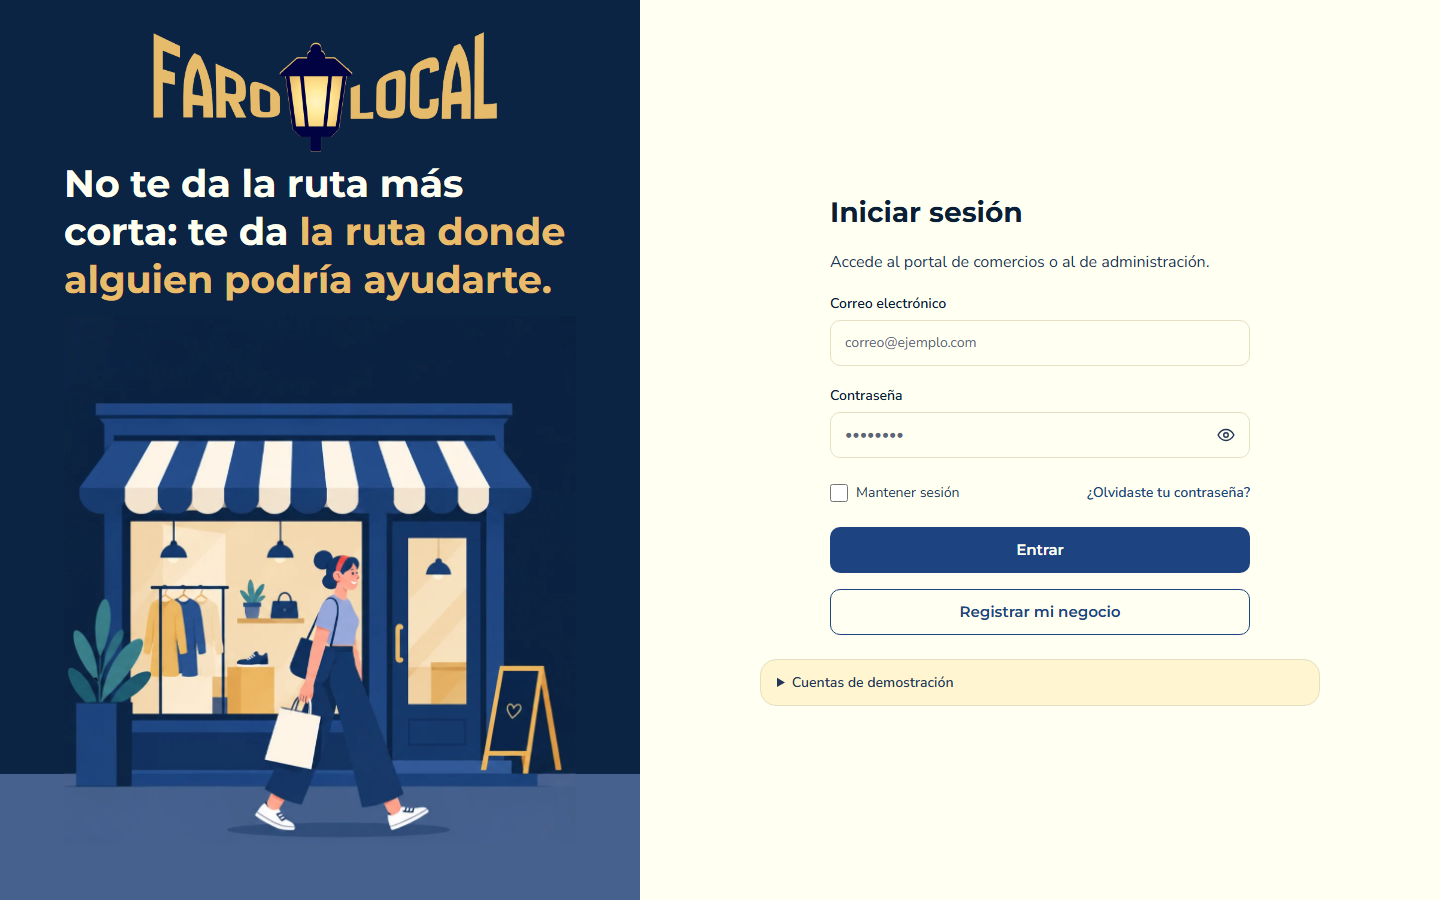 FARO LOCAL
No te da la ruta más
corta: te da la ruta donde
alguien podría ayudarte.
Iniciar sesión
Accede al portal de comercios o al de administración.
Correo electrónico
correo@ejemplo.com
Contraseña
••••••••
Mantener sesión
¿Olvidaste tu contraseña?
Entrar
Registrar mi negocio
Cuentas de demostración